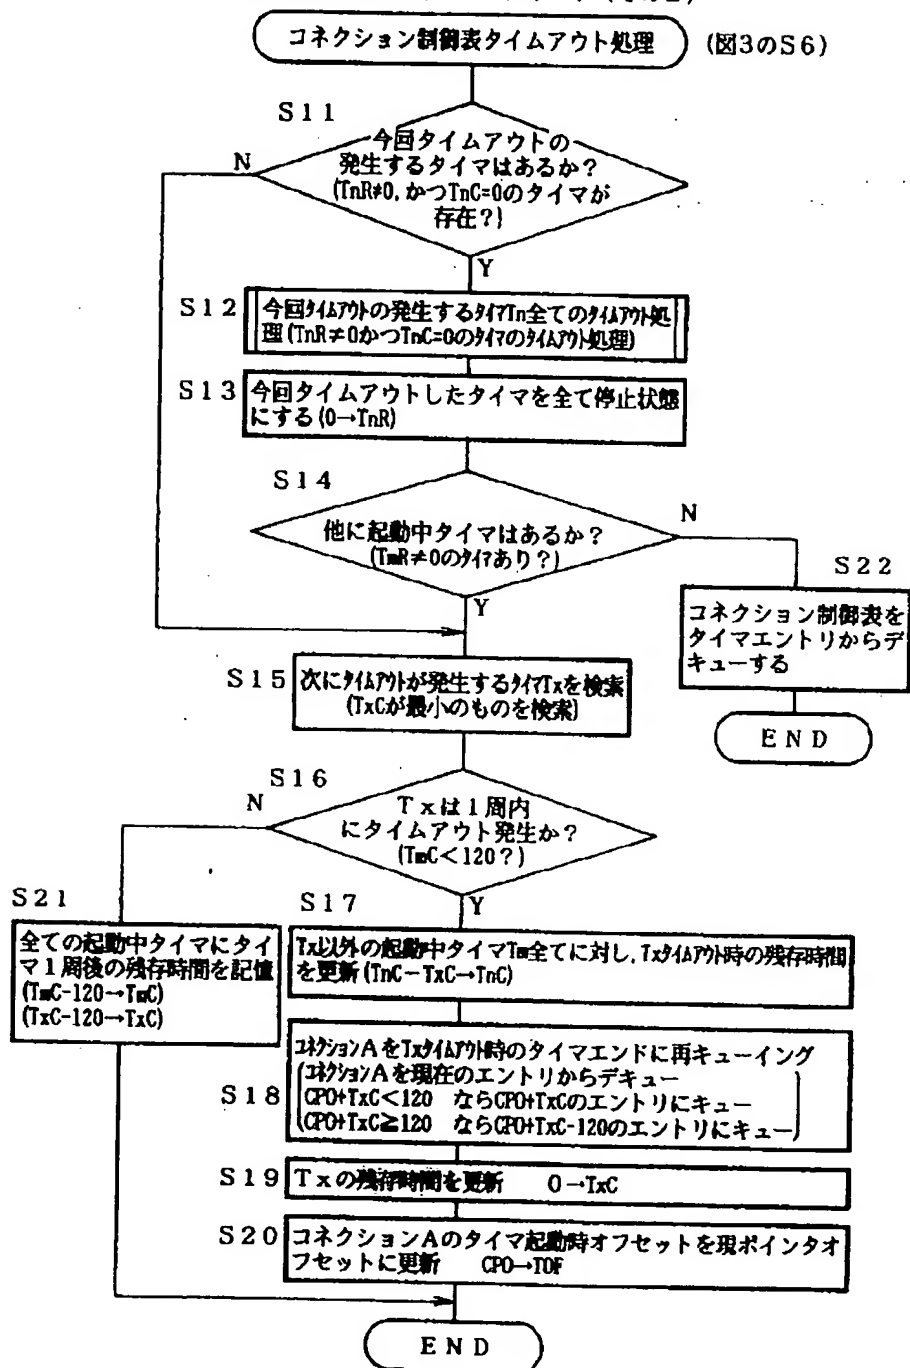 コネクション制御表タイムアウト処理
(図3のS6)
S11
今回タイムアウトの
発生するタイマはあるか?
(TnR≠0,かつTnC=0のタイマが
存在?)
N
Y
S12
今回タイムアウトの発生するタイマTn全てのタイムアウト処
理(TnR≠0かつTnC=0のタイマのタイムアウト処理)
S13
今回タイムアウトしたタイマを全て停止状態
にする(0→TnR)
S14
他に起動中タイマはあるか?
(TmR≠0のタイマあり?)
N
Y
S22
コネクション制御表を
タイマエントリからデ
キューする
END
S15
次にタイムアウトが発生するタイマTxを検索
(TxCが最小のものを検索)
S16
Txは1周内
にタイムアウト発生か?
(TmC<120?)
N
Y
S21
全ての起動中タイマにタイ
マ1周後の残存時間を記憶
(TmC-120→TmC)
(TxC-120→TxC)
S17
Tx以外の起動中タイマTm全てに対し,Txタイムアウト時の残存時間
を更新(TnC-TxC→TnC)
S18
コネクションAをTxタイムアウト時のタイマエンドに再キューイング
コネクションAを現在のエントリからデキュー
CPO+TxC<120 ならCPO+TxCのエントリにキュー
CPO+TxC≧120 ならCPO+TxC-120のエントリにキュー
S19
Txの残存時間を更新 0→TxC
S20
コネクションAのタイマ起動時オフセットを現ポインタオ
フセットに更新 CPO→TOF
END